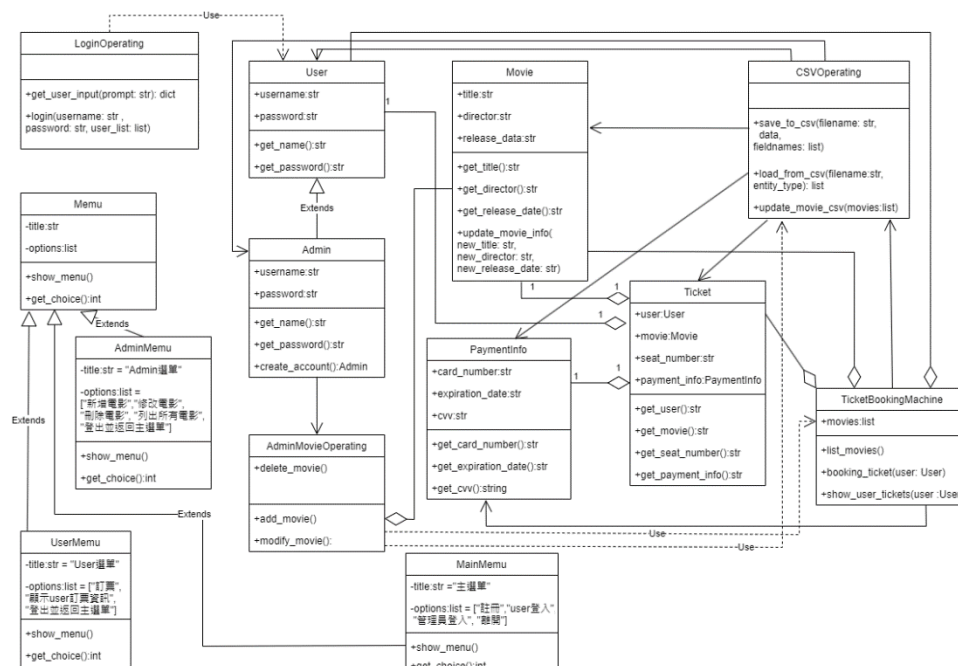 Use
LoginOperating
+get_user_input(prompt: str): dict
+login(username: str ,
password: str, user_list: list)
User
+username:str
+password:str
+get_name():str
+get_password():str
1
Movie
+title:str
+director:str
+release_data:str
+get_title():str
+get_director():str
+get_release_date():str
+update_movie_info(
new_title: str,
new_director: str,
new_release_date: str)
CSVOperating
+save_to_csv(filename: str,
data,
fieldnames: list)
+load_from_csv(filename:str,
entity_type): list
+update_movie_csv(movies:list)
Extends
Memu
-title:str
-options:list
+show_menu()
+get_choice():int
Extends
Admin
+username:str
+password:str
+get_name():str
+get_password():str
+create_account():Admin
1
1
1
Ticket
+user:User
+movie:Movie
+seat_number:str
+payment_info:PaymentInfo
+get_user():str
+get_movie():str
+get_seat_number():str
+get_payment_info():str
AdminMemu
-title:str = "Admin選單"
-options:list =
["新增電影","修改電影",
"刪除電影", "列出所有電影",
"登出並返回主選單"]
+show_menu()
+get_choice():int
PaymentInfo
+card_number:str
+expiration_date:str
+cvv:str
+get_card_number():str
+get_expiration_date():str
+get_cvv():string
1
1
TicketBookingMachine
+movies:list
+list_movies()
+booking_ticket(user: User)
+show_user_tickets(user :User
Extends
AdminMovieOperating
+delete_movie()
+add_movie()
+modify_movie():
Extends
Use
Use
UserMemu
-title:str = "User選單"
-options:list = ["訂票",
"顯示user訂票資訊",
"登出並返回主選單"]
+show_menu()
+get_choice():int
MainMemu
-title:str ="主選單"
-options:list = ["註冊","user登入"
"管理員登入", "離開"]
+show_menu()
+get_choice():int